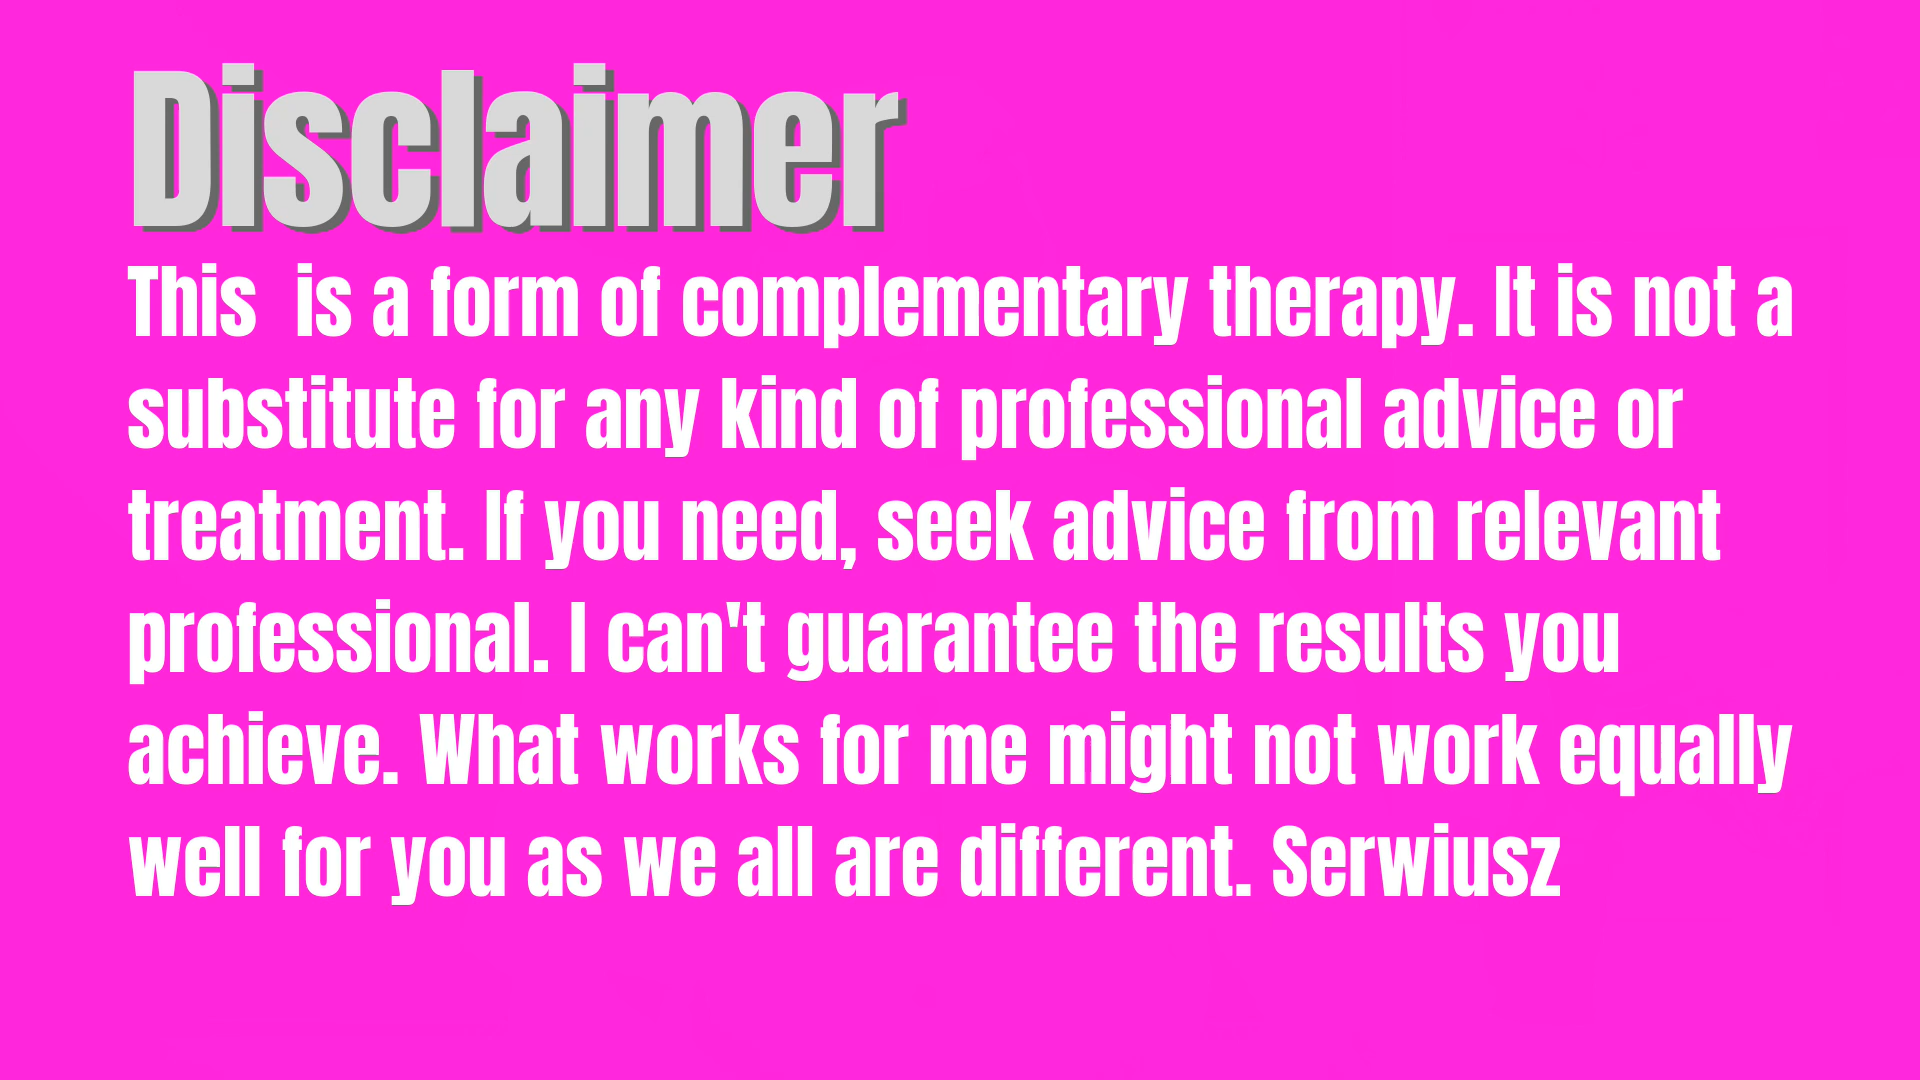 Disclaimer
This  is a form of complementary therapy. It is not a
substitute for any kind of professional advice or
treatment. If you need, seek advice from relevant
professional. I can't guarantee the results you
achieve. What works for me might not work equally
well for you as we all are different. Serwiusz